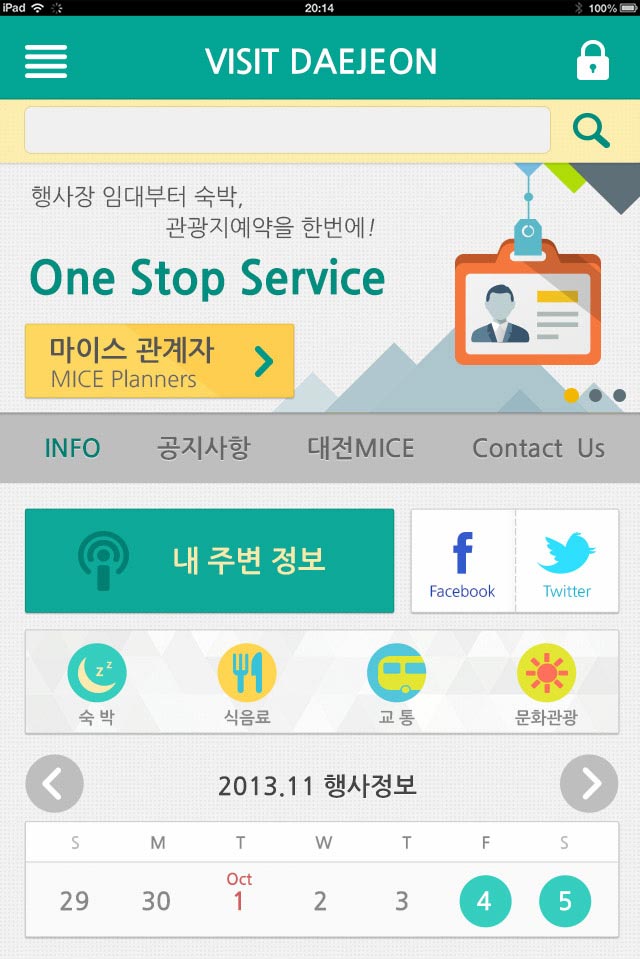 iPad 20:14 100%
VISIT DAEJEON
행사장 임대부터 숙박,
관광지예약을 한번에!
One Stop Service
마이스 관계자
MICE Planners
INFO 공지사항 대전MICE Contact Us
내 주변 정보
Facebook Twitter
z z
숙 박 식음료 교 통 문화관광
2013.11 행사정보
S M T W T F S
Oct
29 30 1 2 3 4 5